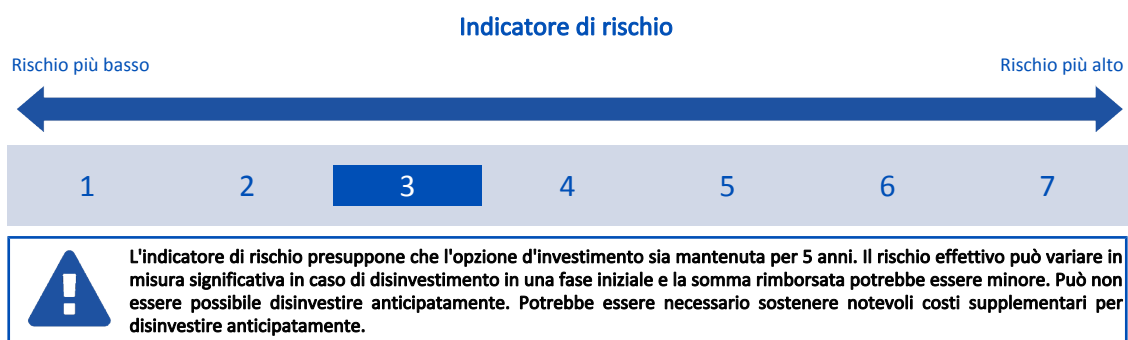 Indicatore di rischio
Rischio più basso
Rischio più alto
1 2 3 4 5 6 7
L'indicatore di rischio presuppone che l'opzione d'investimento sia mantenuta per 5 anni. Il rischio effettivo può variare in
misura significativa in caso di disinvestimento in una fase iniziale e la somma rimborsata potrebbe essere minore. Può non
essere possibile disinvestire anticipatamente. Potrebbe essere necessario sostenere notevoli costi supplementari per
disinvestire anticipatamente.